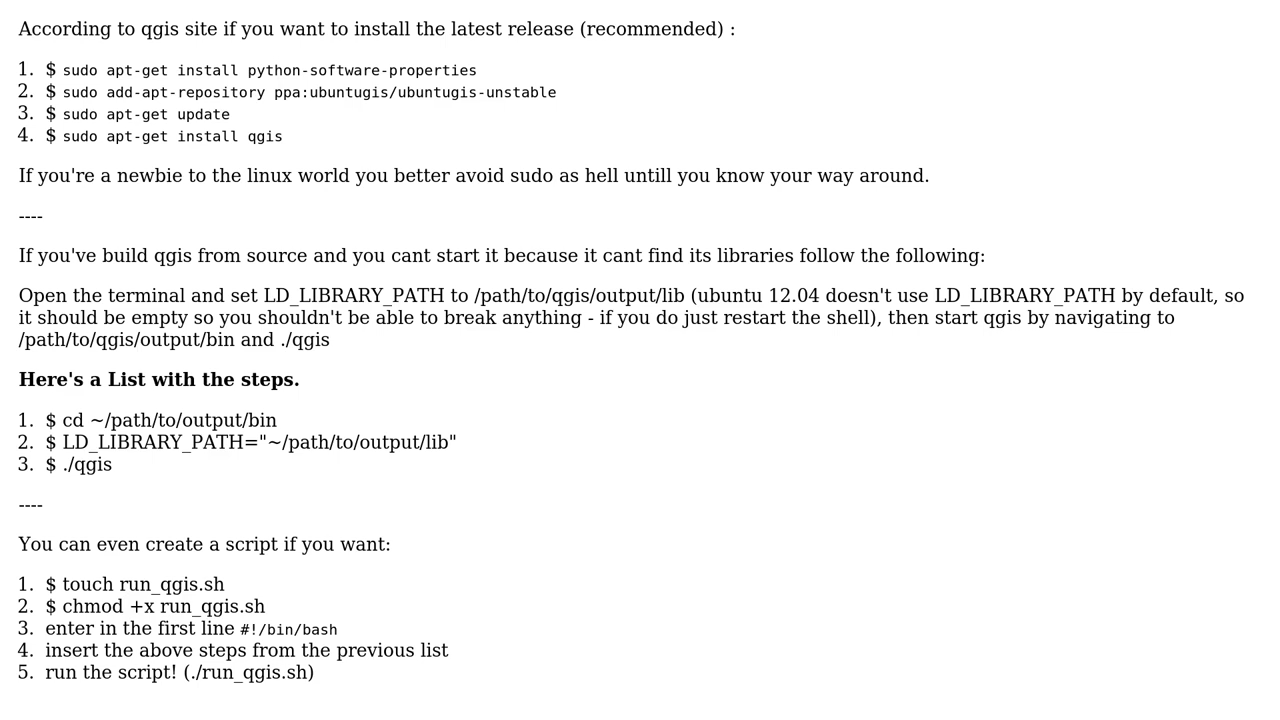 According to qgis site if you want to install the latest release (recommended) :
1. $ sudo apt-get install python-software-properties
2. $ sudo add-apt-repository ppa:ubuntugis/ubuntugis-unstable
3. $ sudo apt-get update
4. $ sudo apt-get install qgis
If you're a newbie to the linux world you better avoid sudo as hell untill you know your way around.
----
If you've build qgis from source and you cant start it because it cant find its libraries follow the following:
Open the terminal and set LD_LIBRARY_PATH to /path/to/qgis/output/lib (ubuntu 12.04 doesn't use LD_LIBRARY_PATH by default, so
it should be empty so you shouldn't be able to break anything - if you do just restart the shell), then start qgis by navigating to
/path/to/qgis/output/bin and ./qgis
Here's a List with the steps.
1. $ cd ~/path/to/output/bin
2. $ LD_LIBRARY_PATH="~/path/to/output/lib"
3. $ ./qgis
----
You can even create a script if you want:
1. $ touch run_qgis.sh
2. $ chmod +x run_qgis.sh
3. enter in the first line #!/bin/bash
4. insert the above steps from the previous list
5. run the script! (./run_qgis.sh)